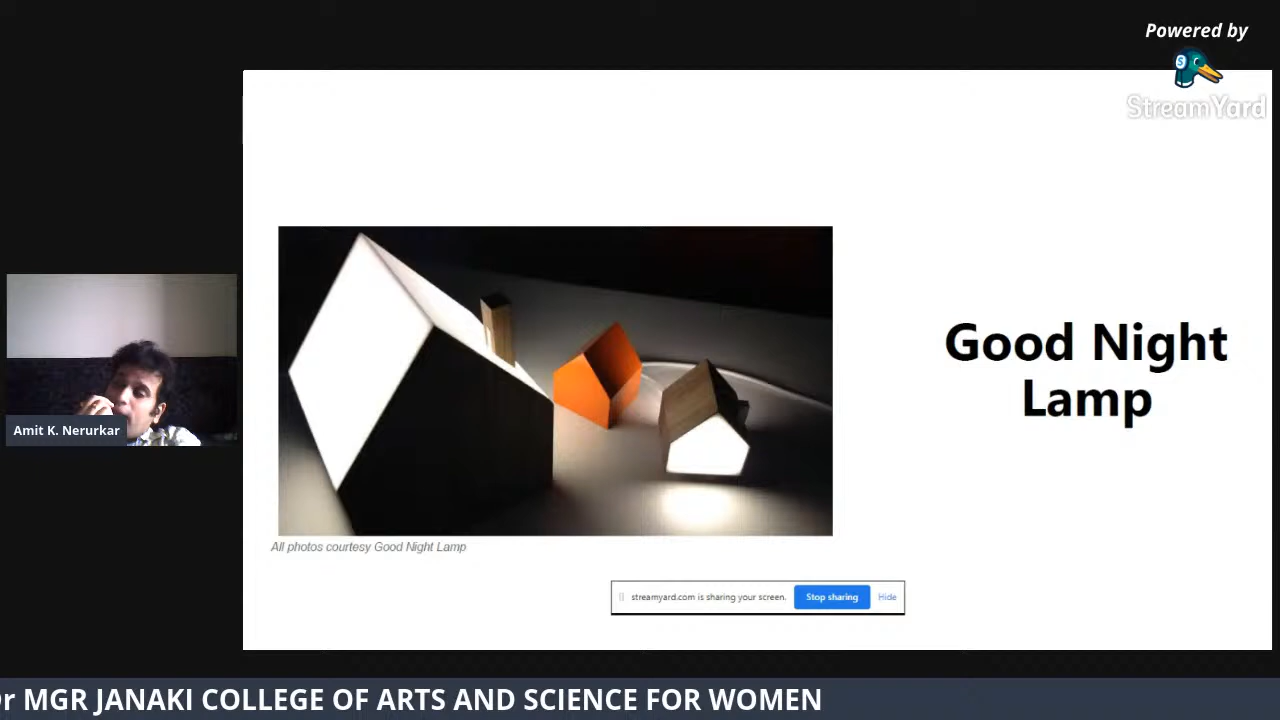 Powered by
StreamYard
Good Night
Lamp
Amit K. Nerurkar
All photos courtesy Good Night Lamp
streamyard.com is sharing your screen. Stop sharing Hide
MGR JANAKI COLLEGE OF ARTS AND SCIENCE FOR WOMEN